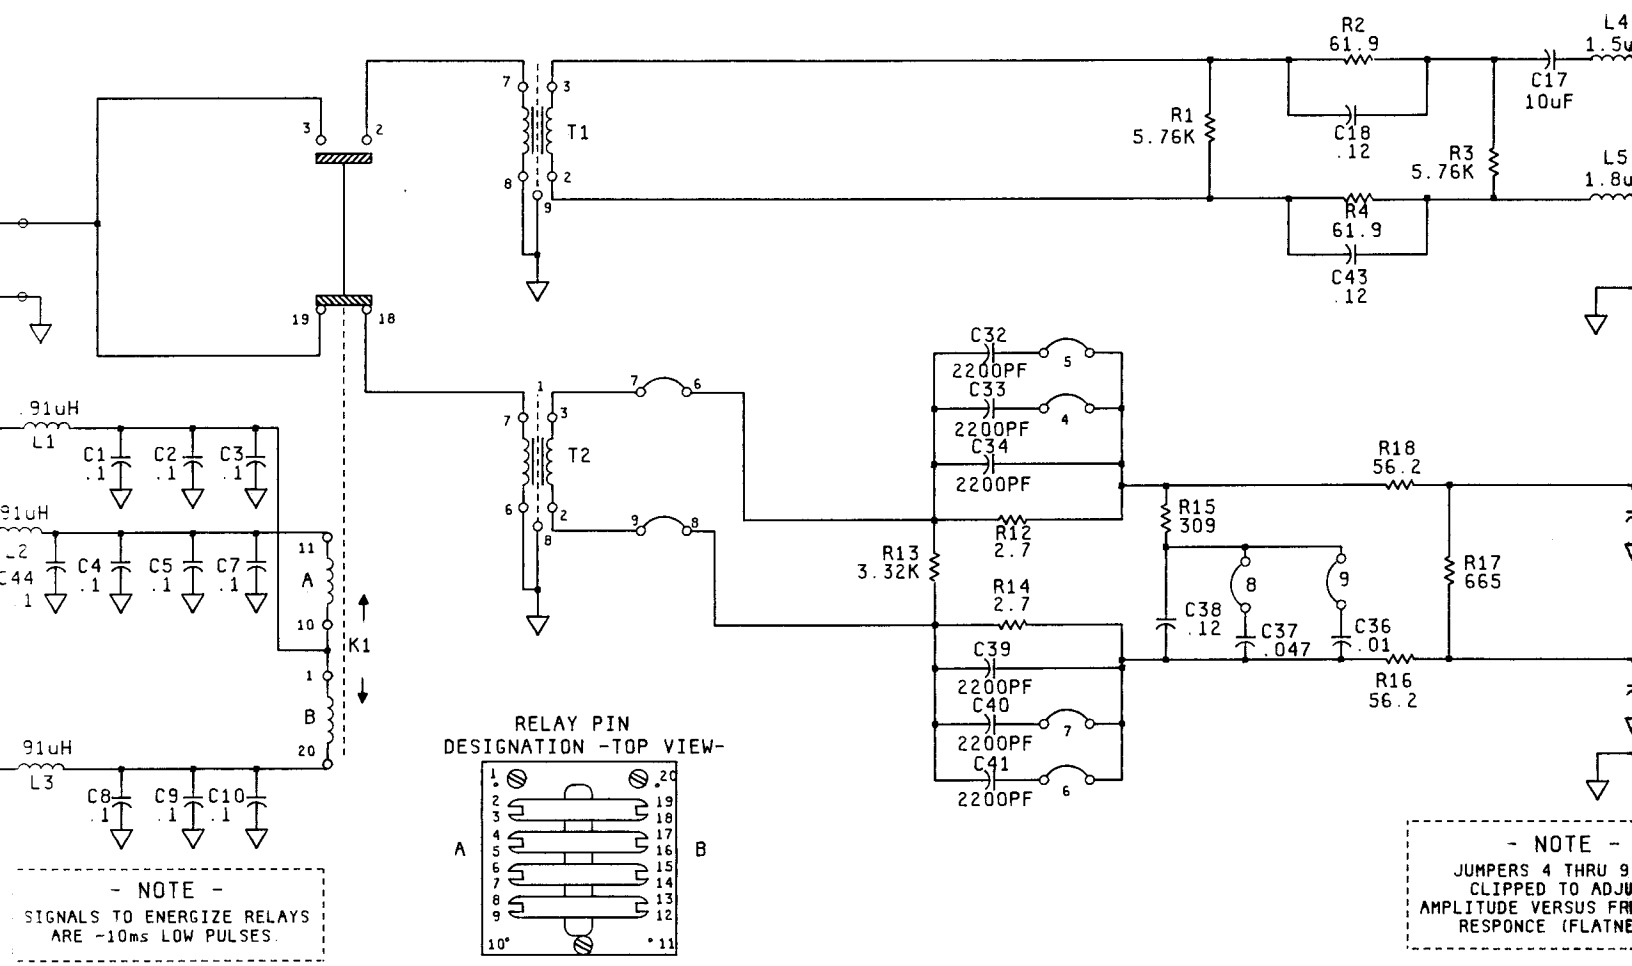 R2
61.9
L4
1.5u
C17
10uF
3
2
7
3
T1
8
2
9
R1
5.76K
C18
.12
R3
5.76K
L5
1.8u
R4
61.9
C43
.12
19
18
C32
2200PF
5
C33
2200PF
4
C34
2200PF
1
7
3
T2
6
2
8
7
6
9
8
.91uH
L1
C1
.1
C2
.1
C3
.1
91uH
L2
C44
.1
C4
.1
C5
.1
C7
.1
11
A
10
K1
1
B
20
91uH
L3
C8
.1
C9
.1
C10
.1
R12
2.7
R13
3.32K
R14
2.7
C39
2200PF
C40
2200PF
7
C41
2200PF
6
R15
309
R18
56.2
R17
665
8
9
C38
.12
C37
.047
C36
.01
R16
56.2
RELAY PIN
DESIGNATION -TOP VIEW-
1
20
2
19
3
18
4
17
5
16
6
15
7
14
8
13
9
12
10
11
A
B
- NOTE -
SIGNALS TO ENERGIZE RELAYS
ARE ~10ms LOW PULSES.
- NOTE -
JUMPERS 4 THRU 9
CLIPPED TO ADJU
AMPLITUDE VERSUS FRE
RESPONCE (FLATNE